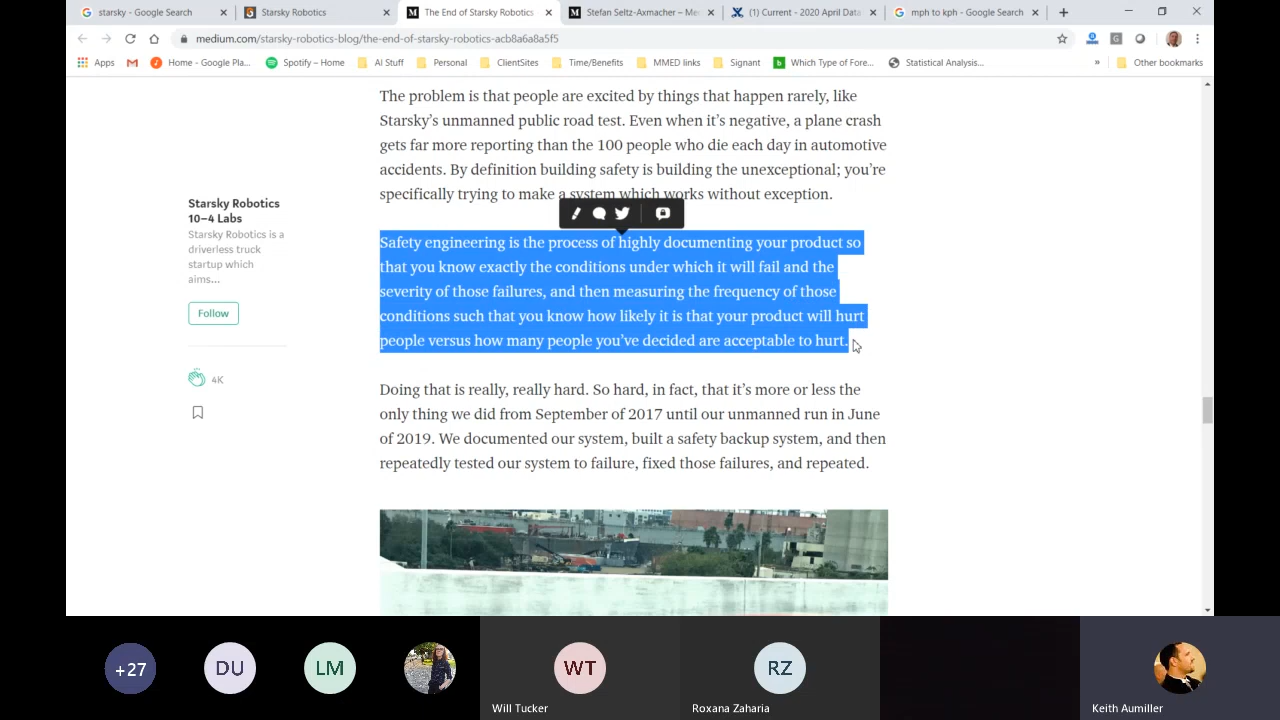 starsky - Google Search
Starsky Robotics
The End of Starsky Robotics
Stefan Seltz-Axmacher – Me
(1) Current - 2020 April Data
mph to kph - Google Search
medium.com/starsky-robotics-blog/the-end-of-starsky-robotics-acb8a6a8a5f5
Apps
Home - Google Pla...
Spotify – Home
AI Stuff
Personal
ClientSites
Time/Benefits
MMED links
Signant
Which Type of Fore...
Statistical Analysis...
»
Other bookmarks
The problem is that people are excited by things that happen rarely, like
Starsky’s unmanned public road test. Even when it’s negative, a plane crash
gets far more reporting than the 100 people who die each day in automotive
accidents. By definition building safety is building the unexceptional; you’re
specifically trying to make a system which works without exception.
Starsky Robotics
10–4 Labs
Starsky Robotics is a
driverless truck
startup which
aims...
Follow
4K
Safety engineering is the process of highly documenting your product so
that you know exactly the conditions under which it will fail and the
severity of those failures, and then measuring the frequency of those
conditions such that you know how likely it is that your product will hurt
people versus how many people you’ve decided are acceptable to hurt.
Doing that is really, really hard. So hard, in fact, that it’s more or less the
only thing we did from September of 2017 until our unmanned run in June
of 2019. We documented our system, built a safety backup system, and then
repeatedly tested our system to failure, fixed those failures, and repeated.
+27
DU
LM
WT
RZ
Will Tucker
Roxana Zaharia
Keith Aumiller